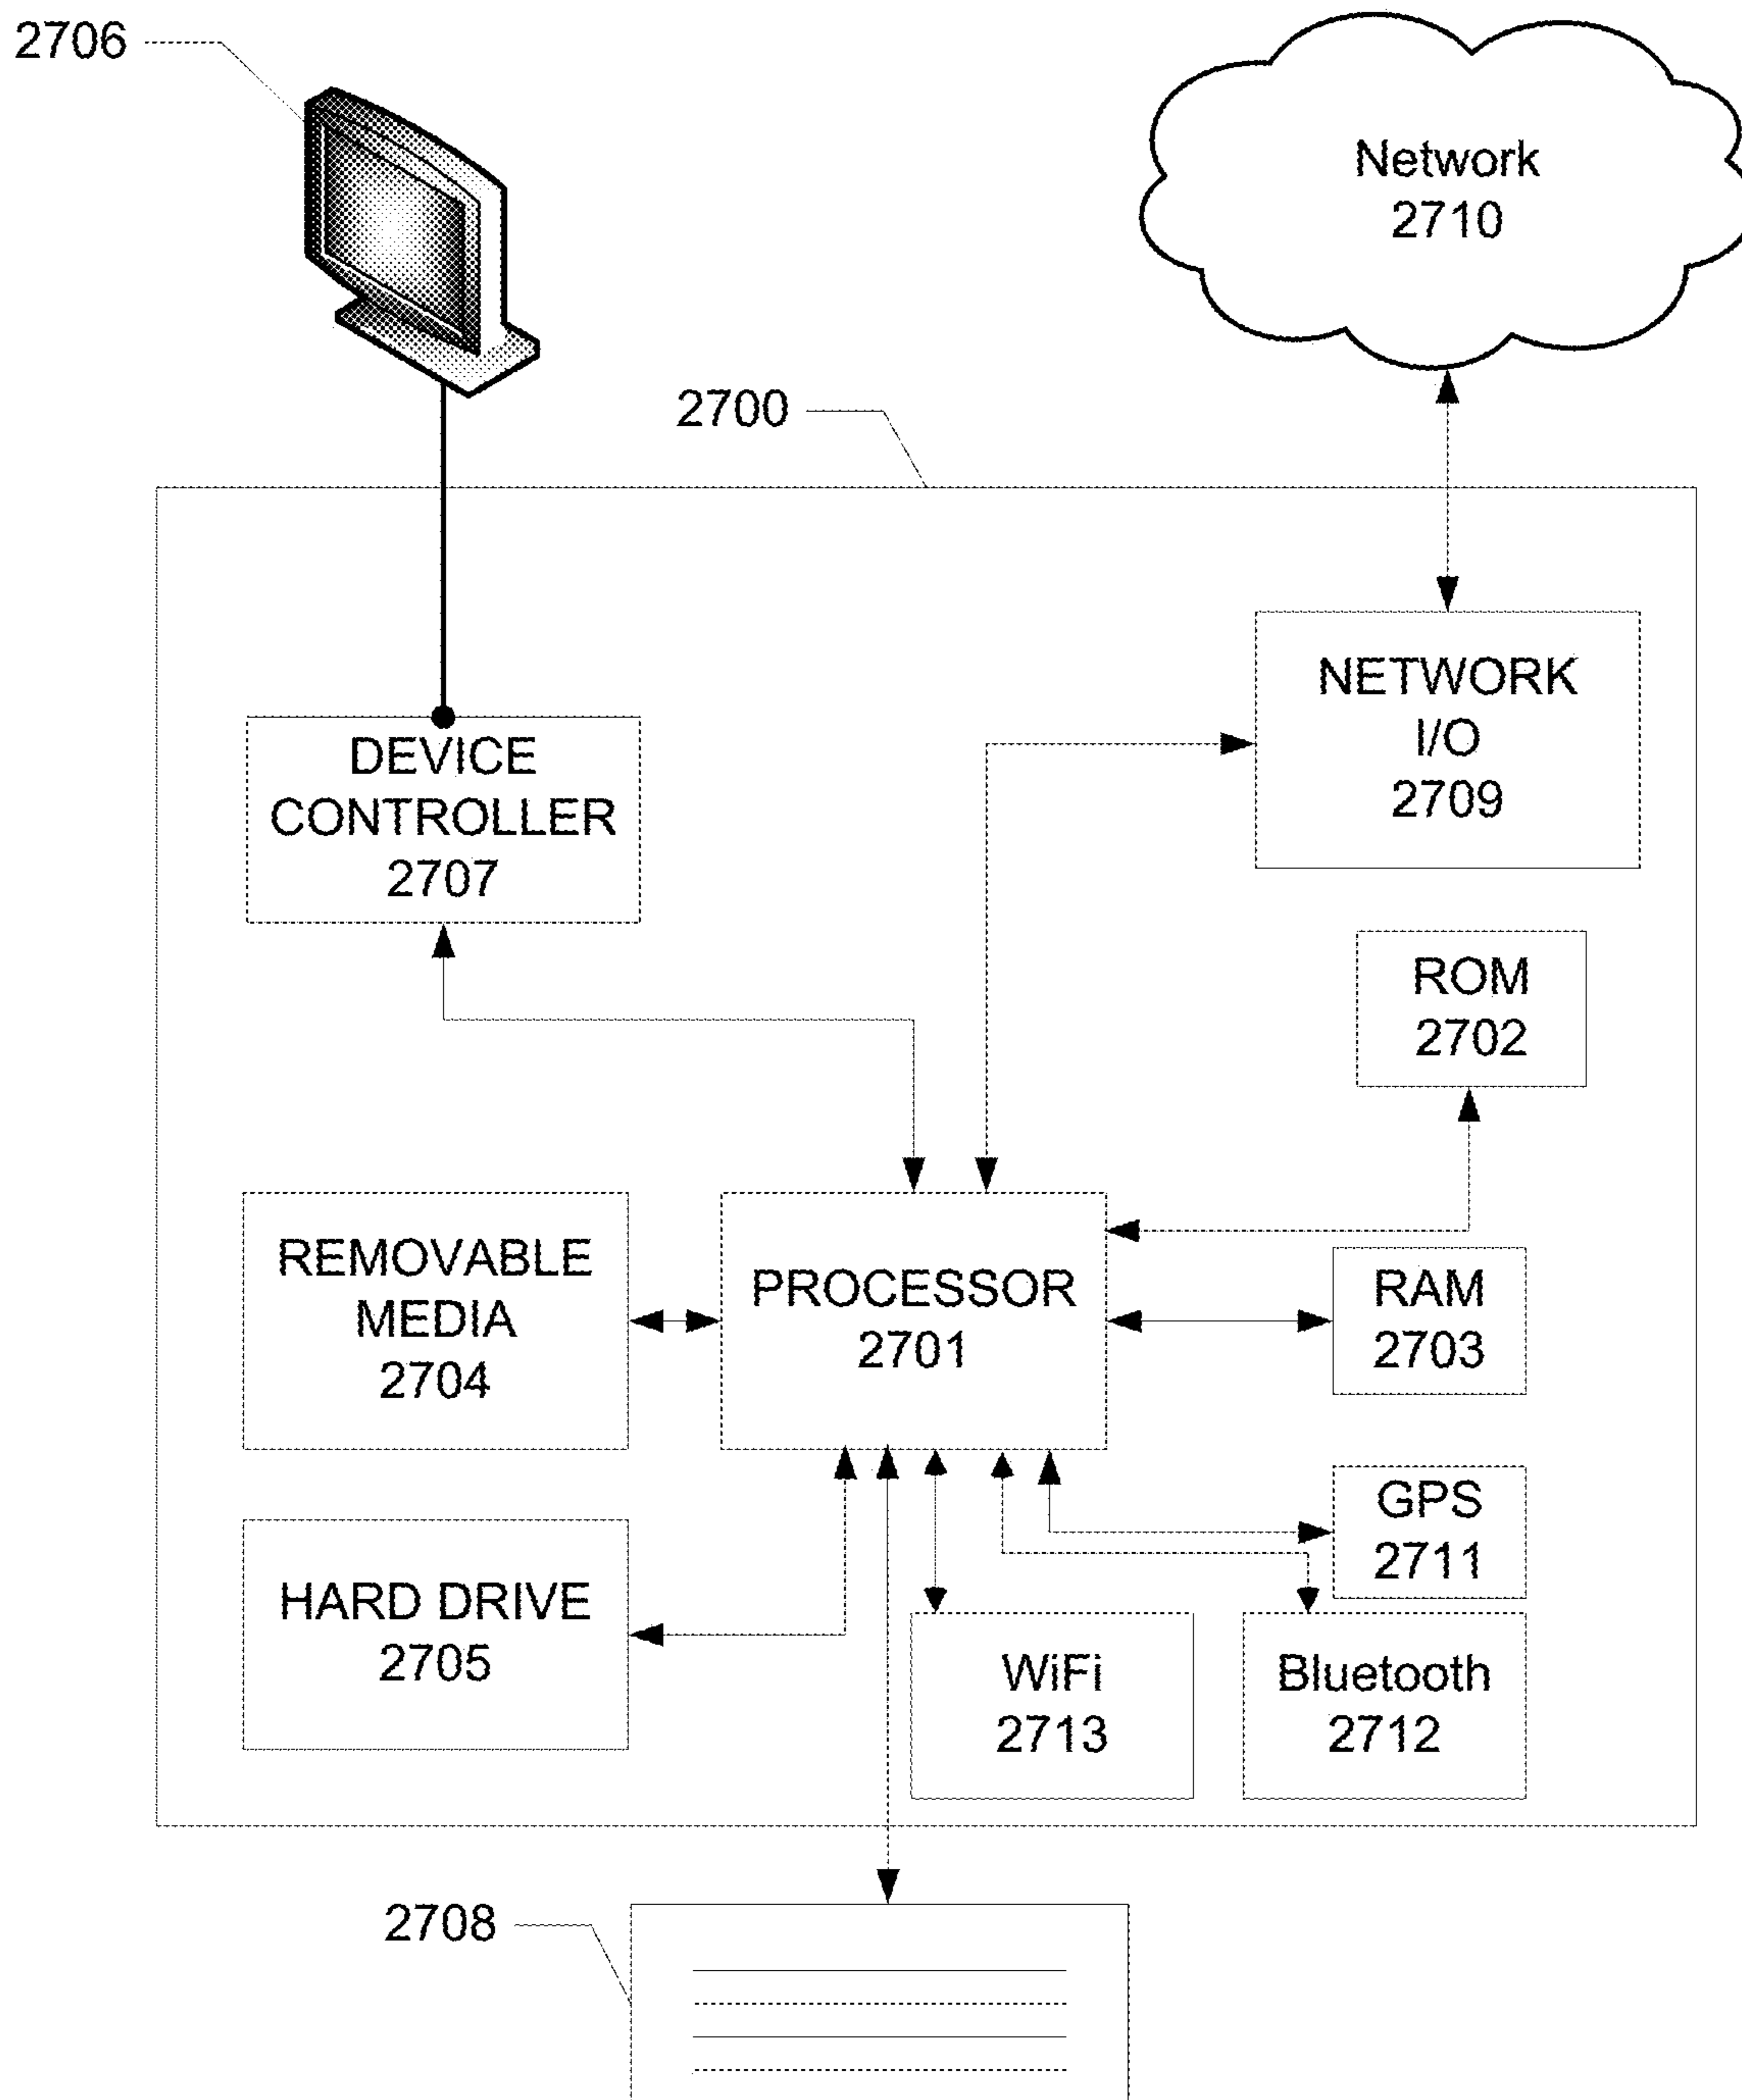 2706
Network
2710
2700
NETWORK
I/O
2709
DEVICE
CONTROLLER
2707
ROM
2702
REMOVABLE
MEDIA
2704
PROCESSOR
2701
RAM
2703
GPS
2711
HARD DRIVE
2705
WiFi
2713
Bluetooth
2712
2708